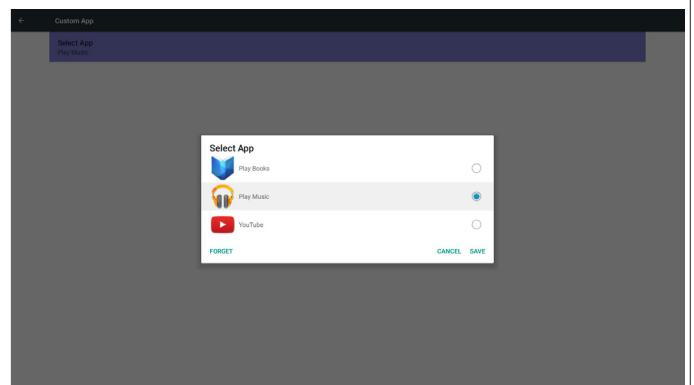 Custom App
Select App
Play Music
Select App
Play Books
Play Music
YouTube
FORGET
CANCEL SAVE